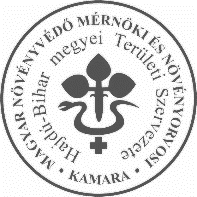 MAGYAR NÖVÉNYVÉDŐ MÉRNÖKI ÉS NÖVÉNYORVOSI
• KAMARA •
Hajdú-Bihar megyei Területi Szervezete